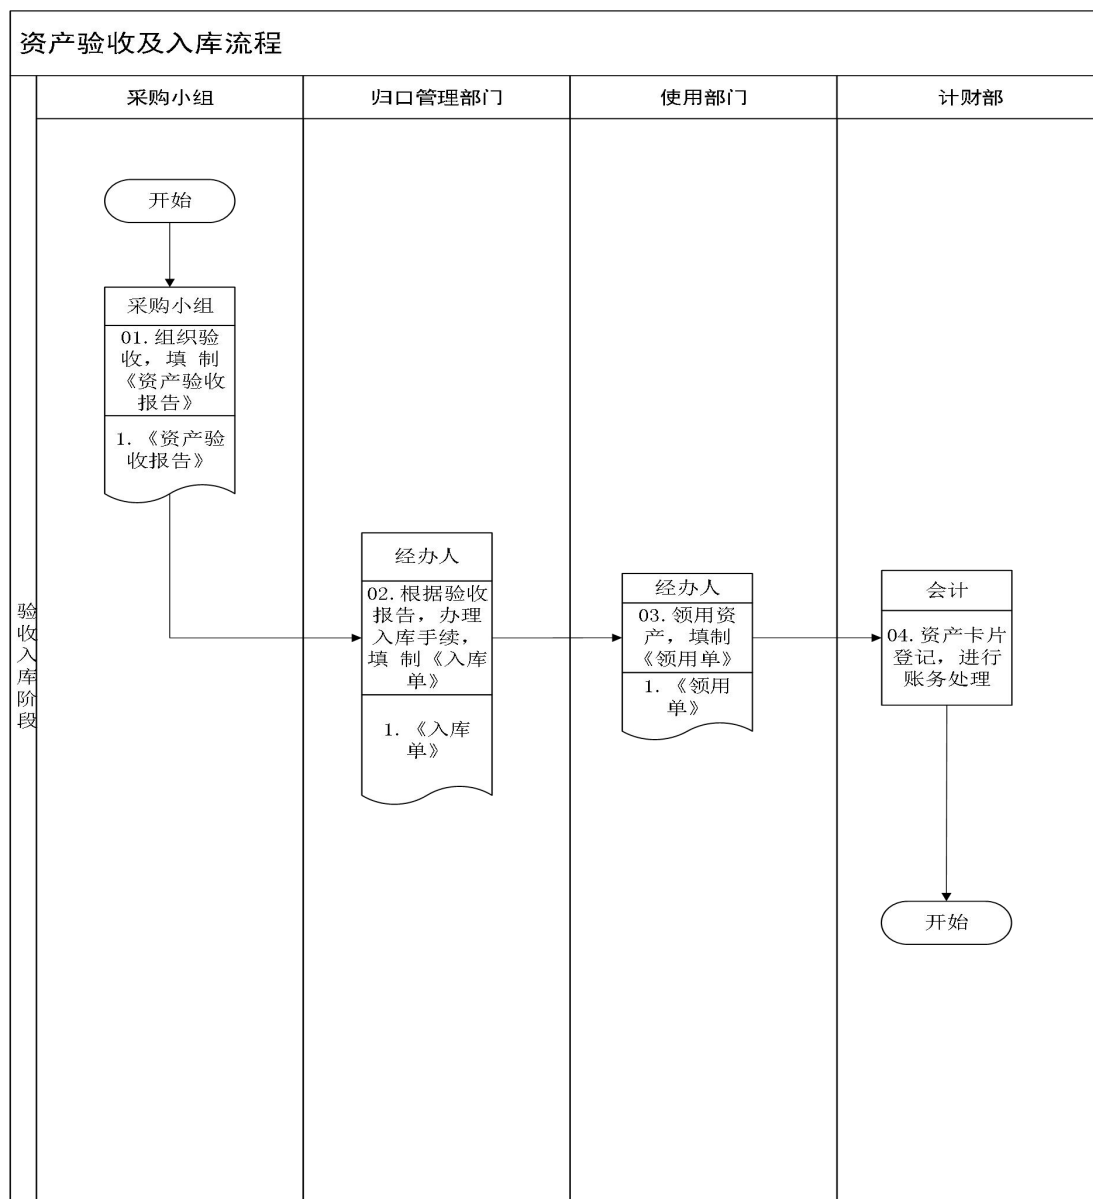 资产验收及入库流程
采购小组
归口管理部门
使用部门
计财部
验收入库阶段
开始
采购小组
01.组织验
收，填 制
《资产验收
报告》
1.《资产验
收报告》
经办人
02.根据验收
报告，办理
入库手续，
填 制《入库
单》
1.《入库
单》
经办人
03.领用资
产，填制
《领用单》
1.《领用
单》
会计
04.资产卡片
登记，进行
账务处理
开始